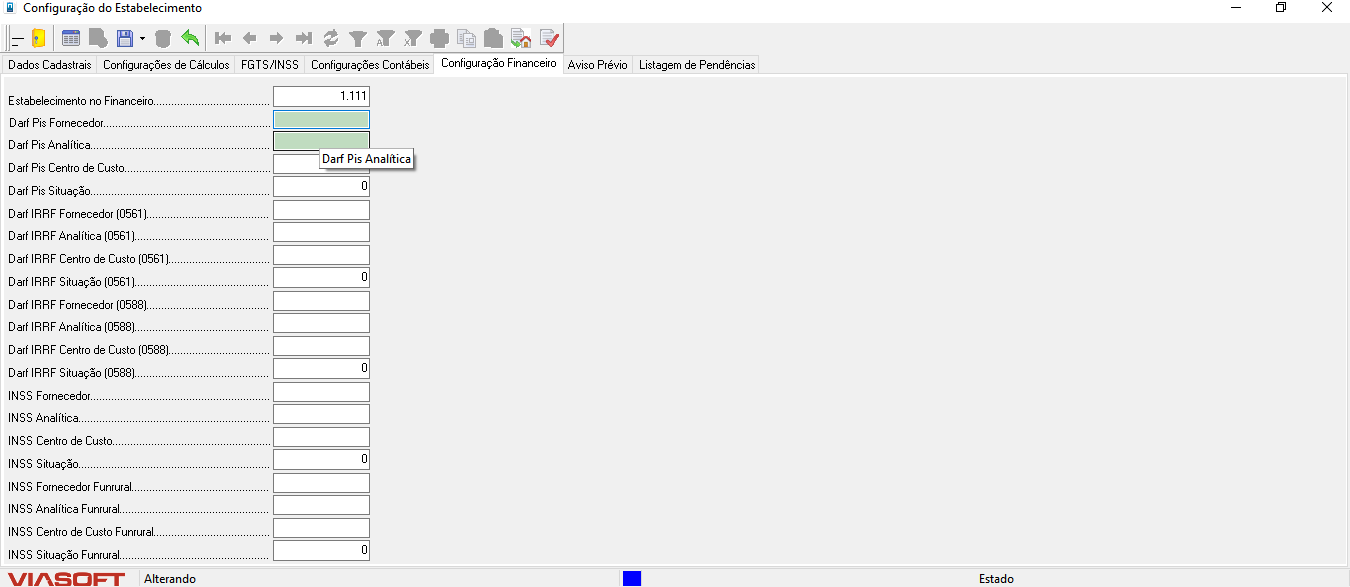 Configuração do Estabelecimento
Dados Cadastrais Configurações de Cálculos FGTS/INSS Configurações Contábeis Configuração Financeiro Aviso Prévio Listagem de Pendências
Estabelecimento no Financeiro....................................... 1.111
Darf Pis Fornecedor........................................................
Darf Pis Analítica............................................................
Darf Pis Analítica
Darf Pis Centro de Custo.................................................
Darf Pis Situação............................................................ 0
Darf IRRF Fornecedor (0561)..........................................
Darf IRRF Analítica (0561)..............................................
Darf IRRF Centro de Custo (0561)...................................
Darf IRRF Situação (0561).............................................. 0
Darf IRRF Fornecedor (0588)..........................................
Darf IRRF Analítica (0588)..............................................
Darf IRRF Centro de Custo (0588)...................................
Darf IRRF Situação (0588).............................................. 0
INSS Fornecedor............................................................
INSS Analítica................................................................
INSS Centro de Custo.....................................................
INSS Situação................................................................ 0
INSS Fornecedor Funrural...............................................
INSS Analítica Funrural...................................................
INSS Centro de Custo Funrural........................................
INSS Situação Funrural................................................... 0
VIASOFT Alterando Estado